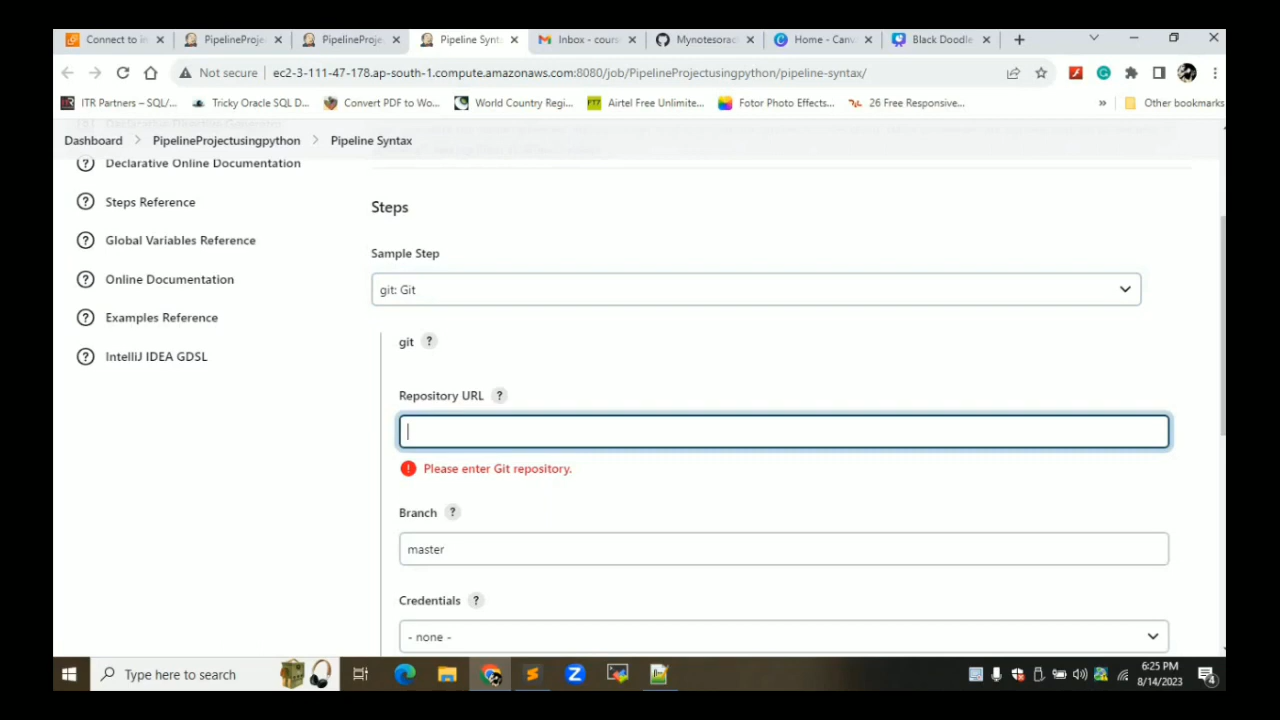 Connect to in
PipelineProje
PipelineProje
Pipeline Synt
Inbox - cours
Mynotesorac
Home - Canv
Black Doodle
Not secure
ec2-3-111-47-178.ap-south-1.compute.amazonaws.com:8080/job/PipelineProjectusingpython/pipeline-syntax/
ITR Partners – SQL/...
Tricky Oracle SQL D...
Convert PDF to Wo...
World Country Regi...
Airtel Free Unlimite...
Fotor Photo Effects...
26 Free Responsive...
»
Other bookmarks
Dashboard > PipelineProjectusingpython > Pipeline Syntax
Declarative Online Documentation
Steps Reference
Global Variables Reference
Online Documentation
Examples Reference
IntelliJ IDEA GDSL
Steps
Sample Step
git: Git
git ?
Repository URL ?
! Please enter Git repository.
Branch ?
master
Credentials ?
- none -
Type here to search
6:25 PM
8/14/2023
4